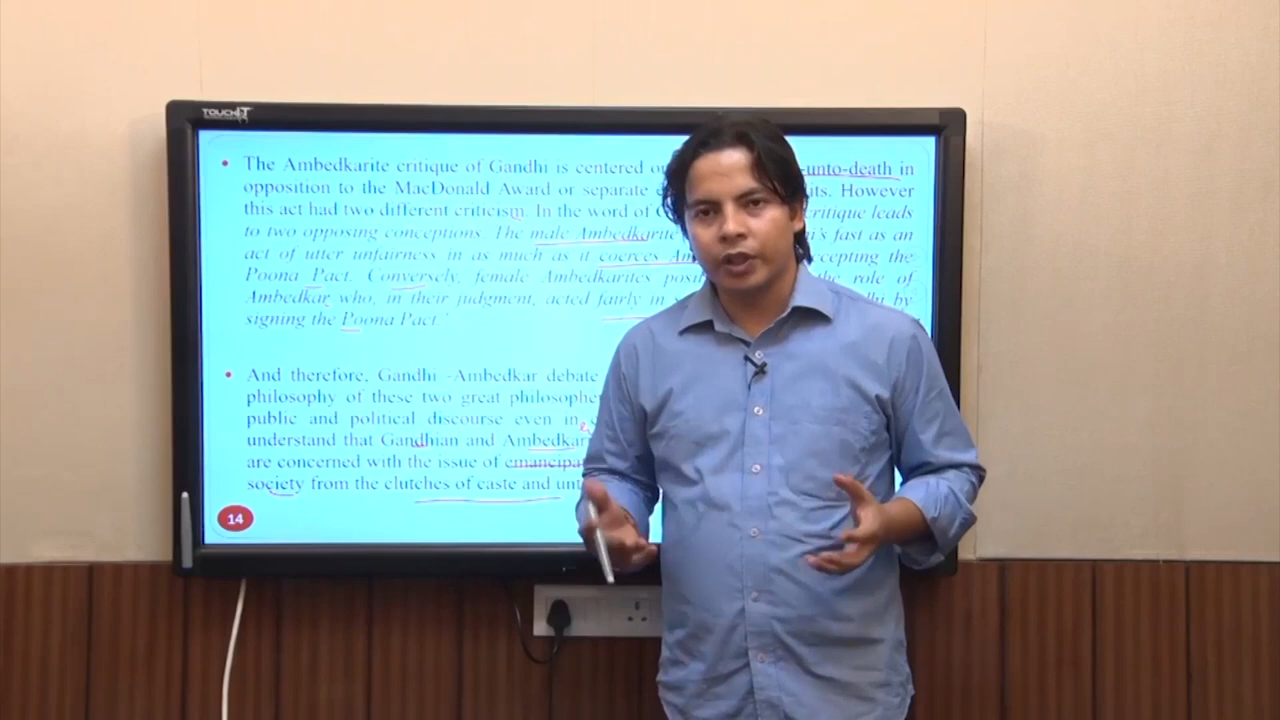 TOUCHIT
The Ambedkarite critique of Gandhi is centered -unto-death in
opposition to the MacDonald Award or separate However
this act had two different criticism. In the word of critique leads
to two opposing conceptions. The male Ambedkarite fast as an
act of utter unfairness in as much as it coerces accepting the
Poona Pact. Conversely, female Ambedkarites the role of
Ambedkar who, in their judgment, acted fairly in by
signing the Poona Pact.'
And therefore, Gandhi -Ambedkar debate
philosophy of these two great
public and political discourse even in
understand that Gandhian and
are concerned with the issue of
society from the clutches of caste and
14